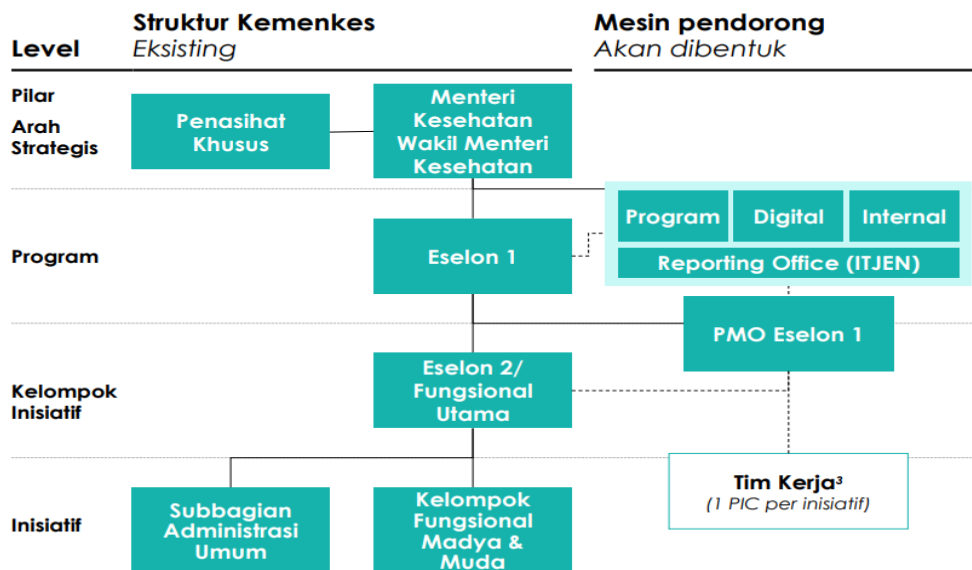 Level
Struktur Kemenkes
Eksisting
Mesin pendorong
Akan dibentuk
Pilar
Arah
Strategis
Penasihat
Khusus
Menteri
Kesehatan
Wakil Menteri
Kesehatan
Program
Digital
Internal
Reporting Office (ITJEN)
Program
Eselon 1
PMO Eselon 1
Kelompok
Inisiatif
Eselon 2/
Fungsional
Utama
Inisiatif
Subbagian
Administrasi
Umum
Kelompok
Fungsional
Madya &
Muda
Tim Kerja³
(1 PIC per inisiatif)